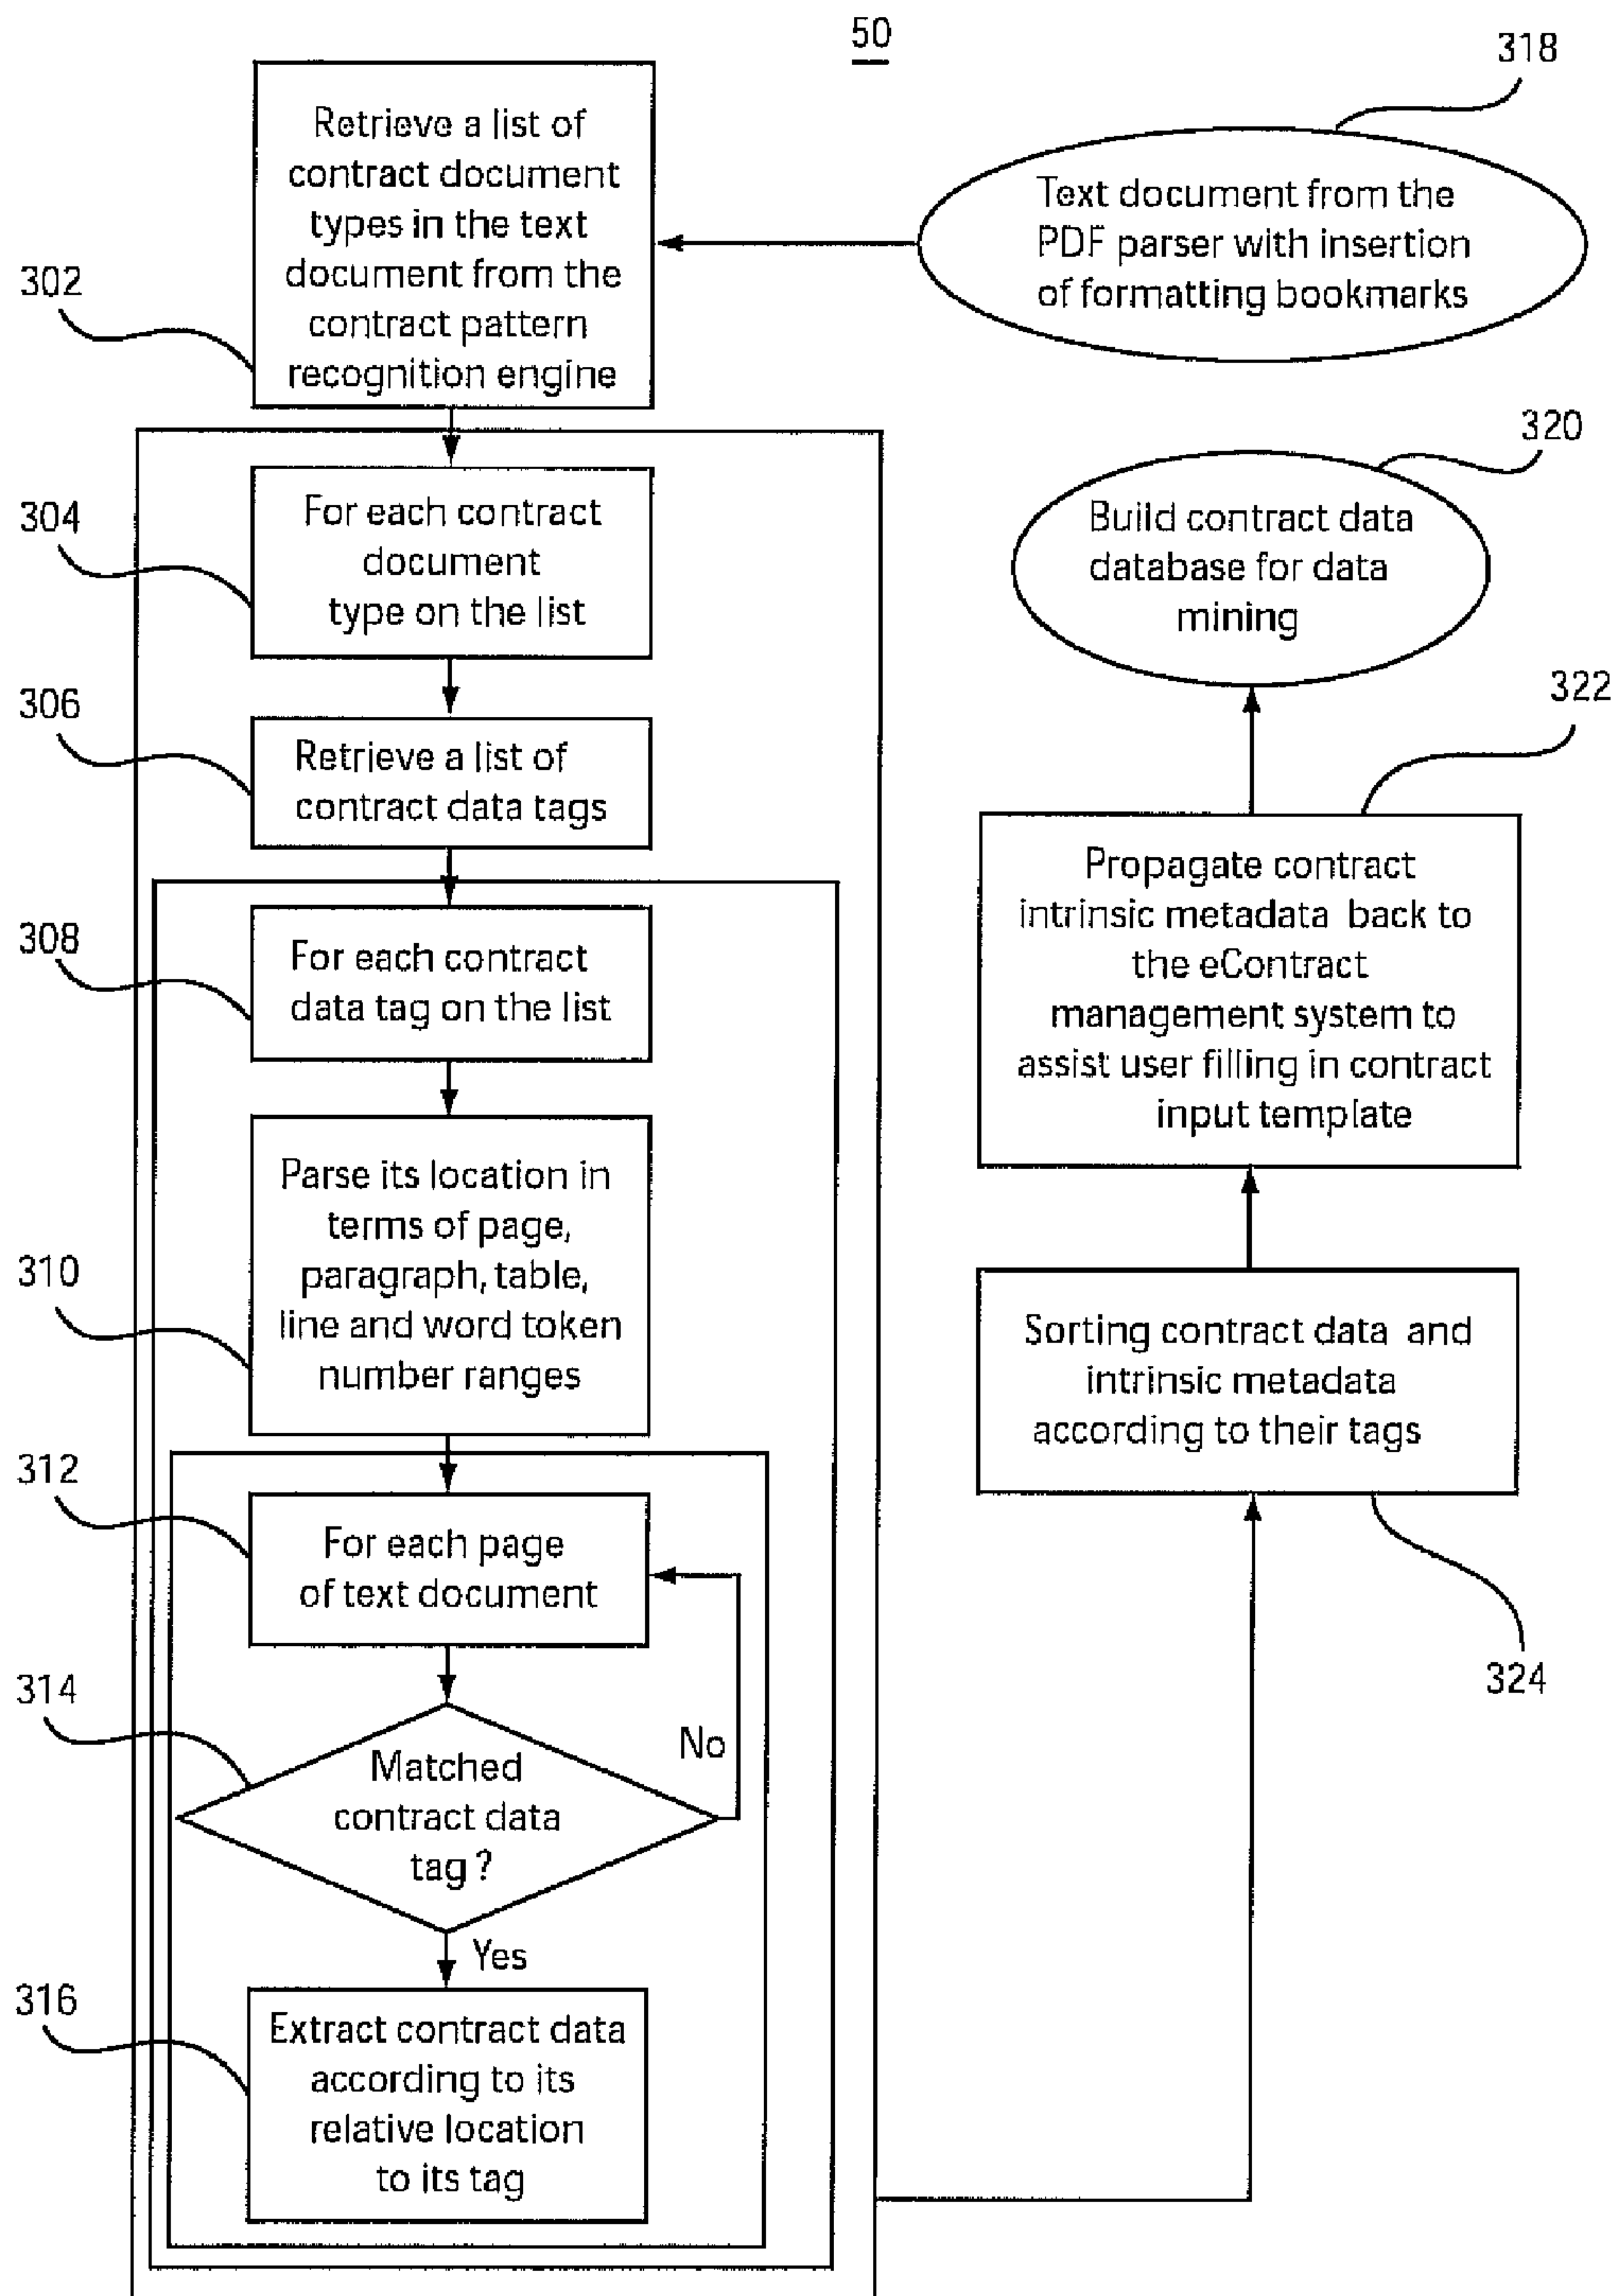 50
302
Retrieve a list of
contract document
types in the text
document from the
contract pattern
recognition engine
318
Text document from the
PDF parser with insertion
of formatting bookmarks
304
For each contract
document
type on the list
306
Retrieve a list of
contract data tags
308
For each contract
data tag on the list
310
Parse its location in
terms of page,
paragraph, table,
line and word token
number ranges
312
For each page
of text document
314
Matched
contract data
tag ?
No
Yes
316
Extract contract data
according to its
relative location
to its tag
320
Build contract data
database for data
mining
322
Propagate contract
intrinsic metadata back to
the eContract
management system to
assist user filling in contract
input template
Sorting contract data and
intrinsic metadata
according to their tags
324